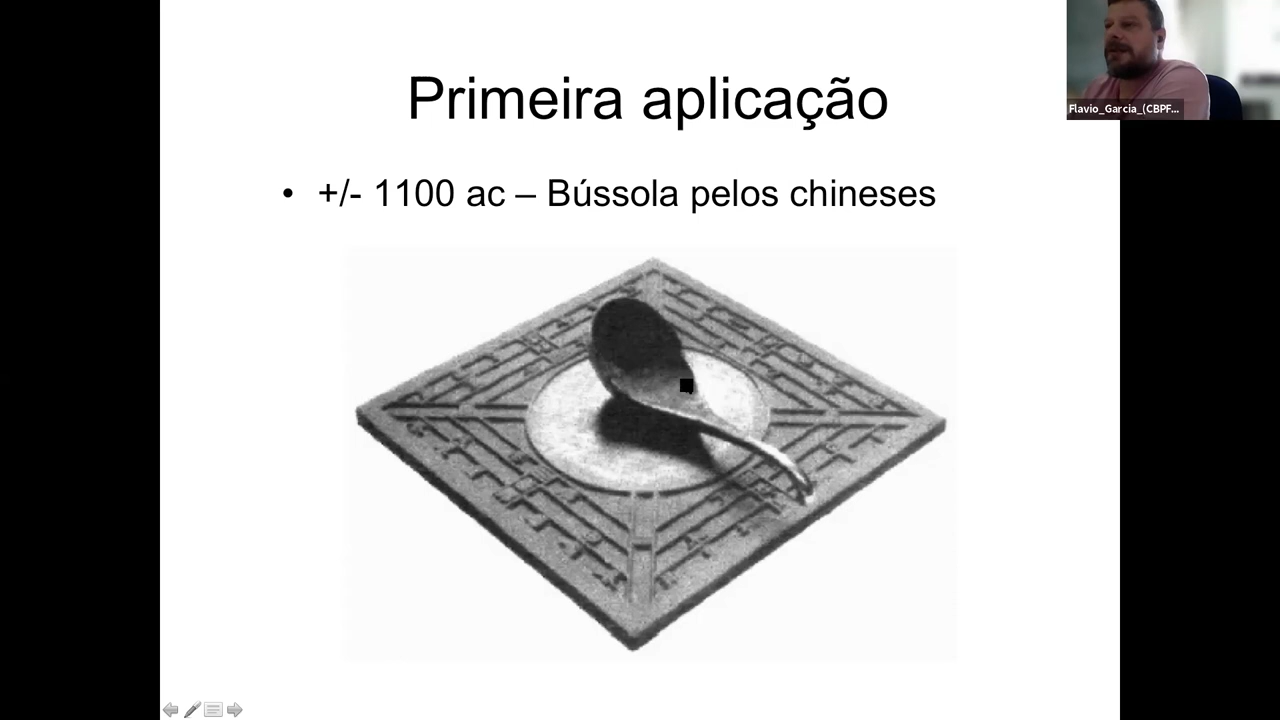 Primeira aplicação
Flavio_Garcia_(CBPF...
• +/- 1100 ac – Bússola pelos chineses